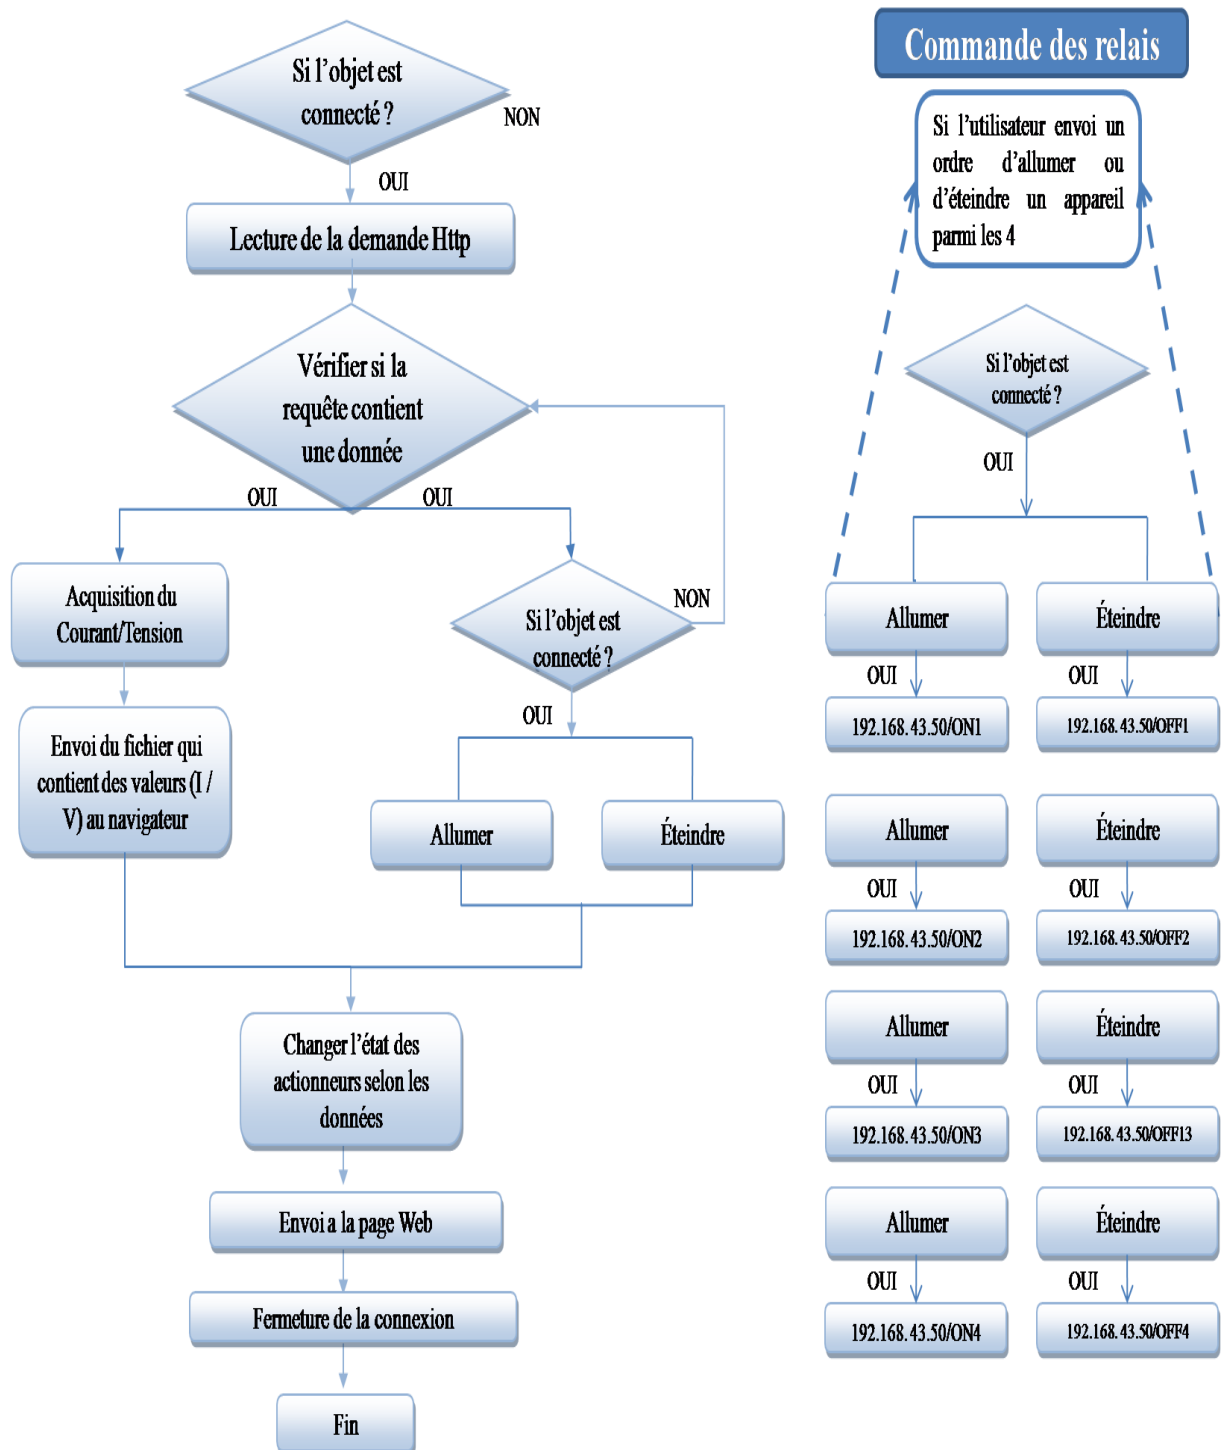 Si l'objet est
connecté ?
NON
OUI
Lecture de la demande Http
Vérifier si la
requête contient
une donnée
OUI
OUI
Acquisition du
Courant/Tension
Si l'objet est
connecté ?
NON
OUI
Envoi du fichier qui
contient des valeurs (I /
V) au navigateur
Allumer
Éteindre
Changer l'état des
actionneurs selon les
données
Envoi a la page Web
Fermeture de la connexion
Fin
Commande des relais
Si l'utilisateur envoi un
ordre d'allumer ou
d'éteindre un appareil
parmi les 4
Si l'objet est
connecté ?
OUI
Allumer
Éteindre
OUI
OUI
192.168.43.50/ON1
192.168.43.50/OFF1
Allumer
Éteindre
OUI
OUI
192.168.43.50/ON2
192.168.43.50/OFF2
Allumer
Éteindre
OUI
OUI
192.168.43.50/ON3
192.168.43.50/OFF13
Allumer
Éteindre
OUI
OUI
192.168.43.50/ON4
192.168.43.50/OFF4